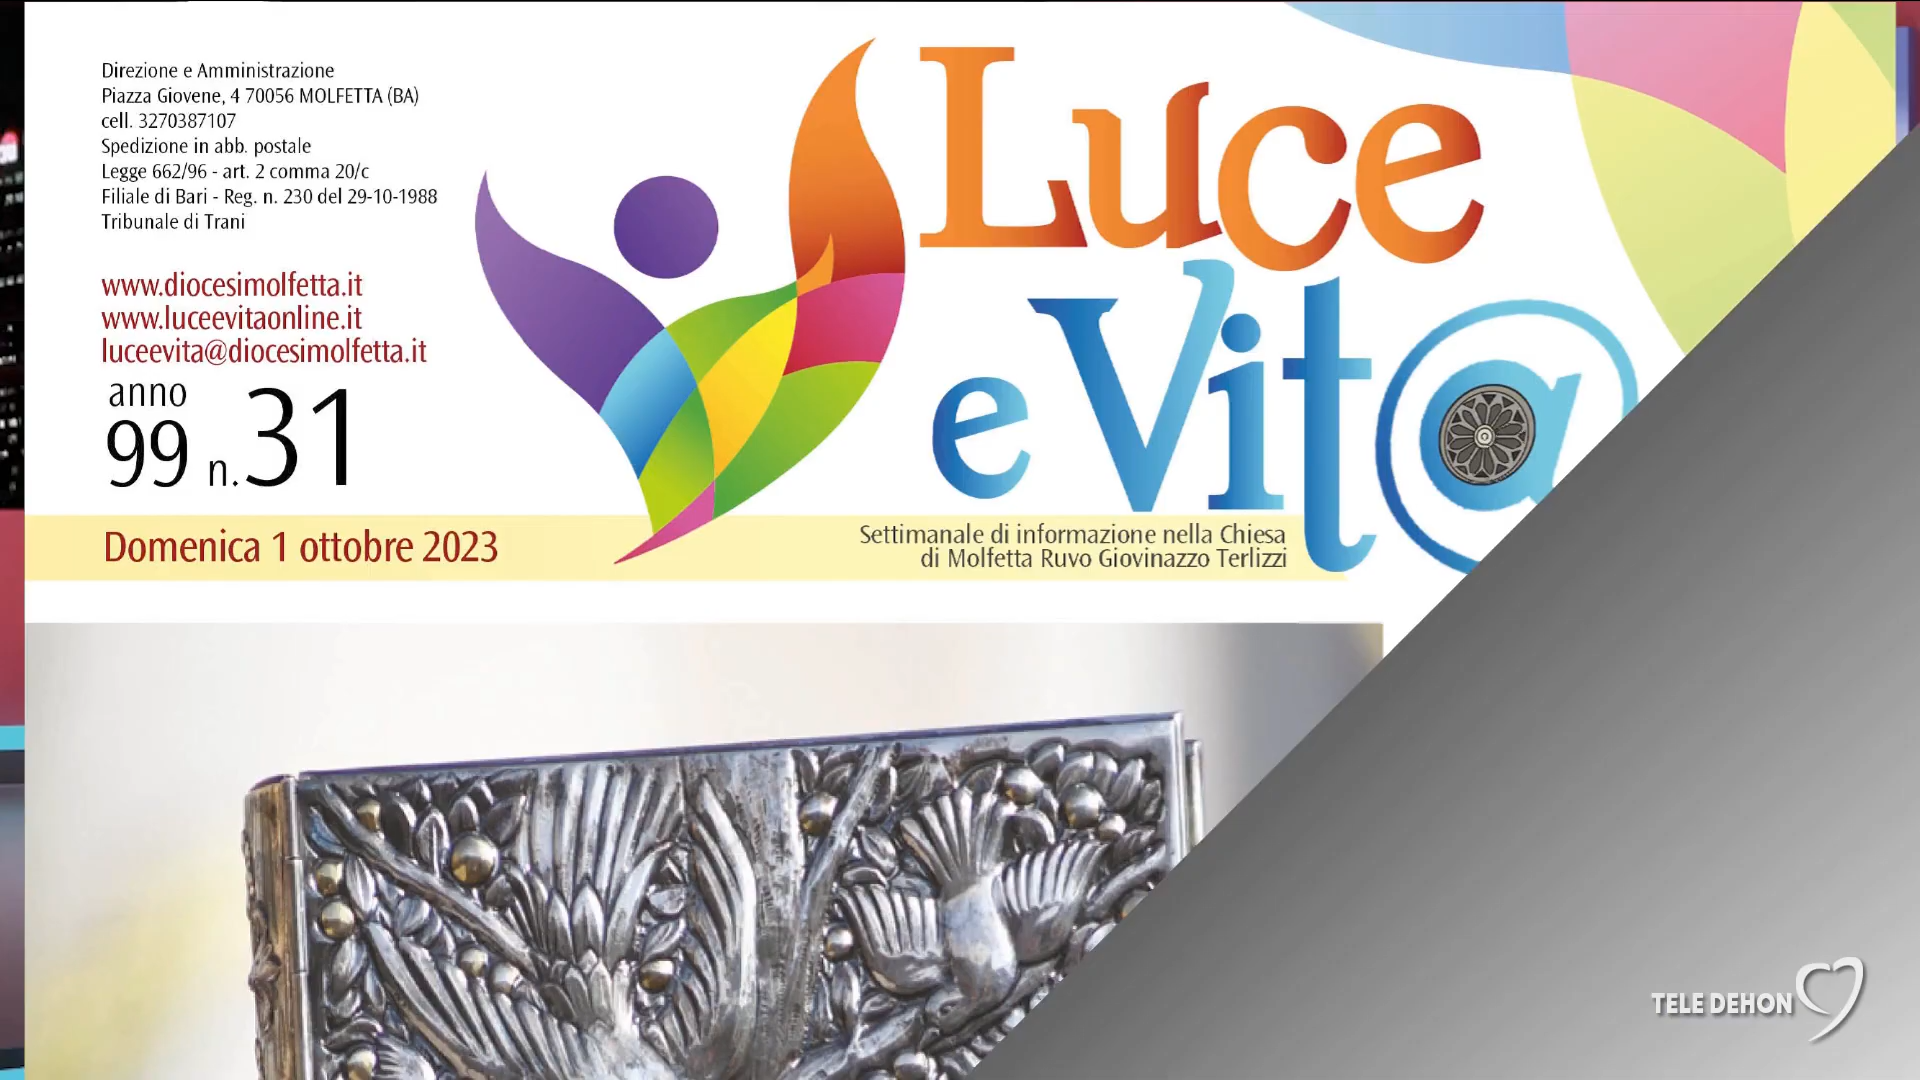 Direzione e Amministrazione
Piazza Giovene, 4 70056 MOLFETTA (BA)
cell. 3270387107
Spedizione in abb. postale
Legge 662/96 - art. 2 comma 20/c
Filiale di Bari - Reg. n. 230 del 29-10-1988
Tribunale di Trani
www.diocesimolfetta.it
www.luceevitaonline.it
luceevita@diocesimolfetta.it
anno
99 n. 31
Luce
e Vit@
Domenica 1 ottobre 2023
Settimanale di informazione nella Chiesa
di Molfetta Ruvo Giovinazzo Terlizzi
TELE DEHON